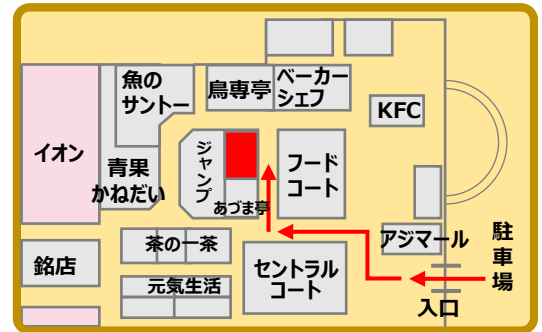 魚の
サントー
鳥専亭
ベーカー
シェフ
KFC
イオン
青果
かねだい
ジャンプ
あづま亭
フード
コート
茶の一茶
アジマール
駐車場
銘店
元気生活
セントラル
コート
入口